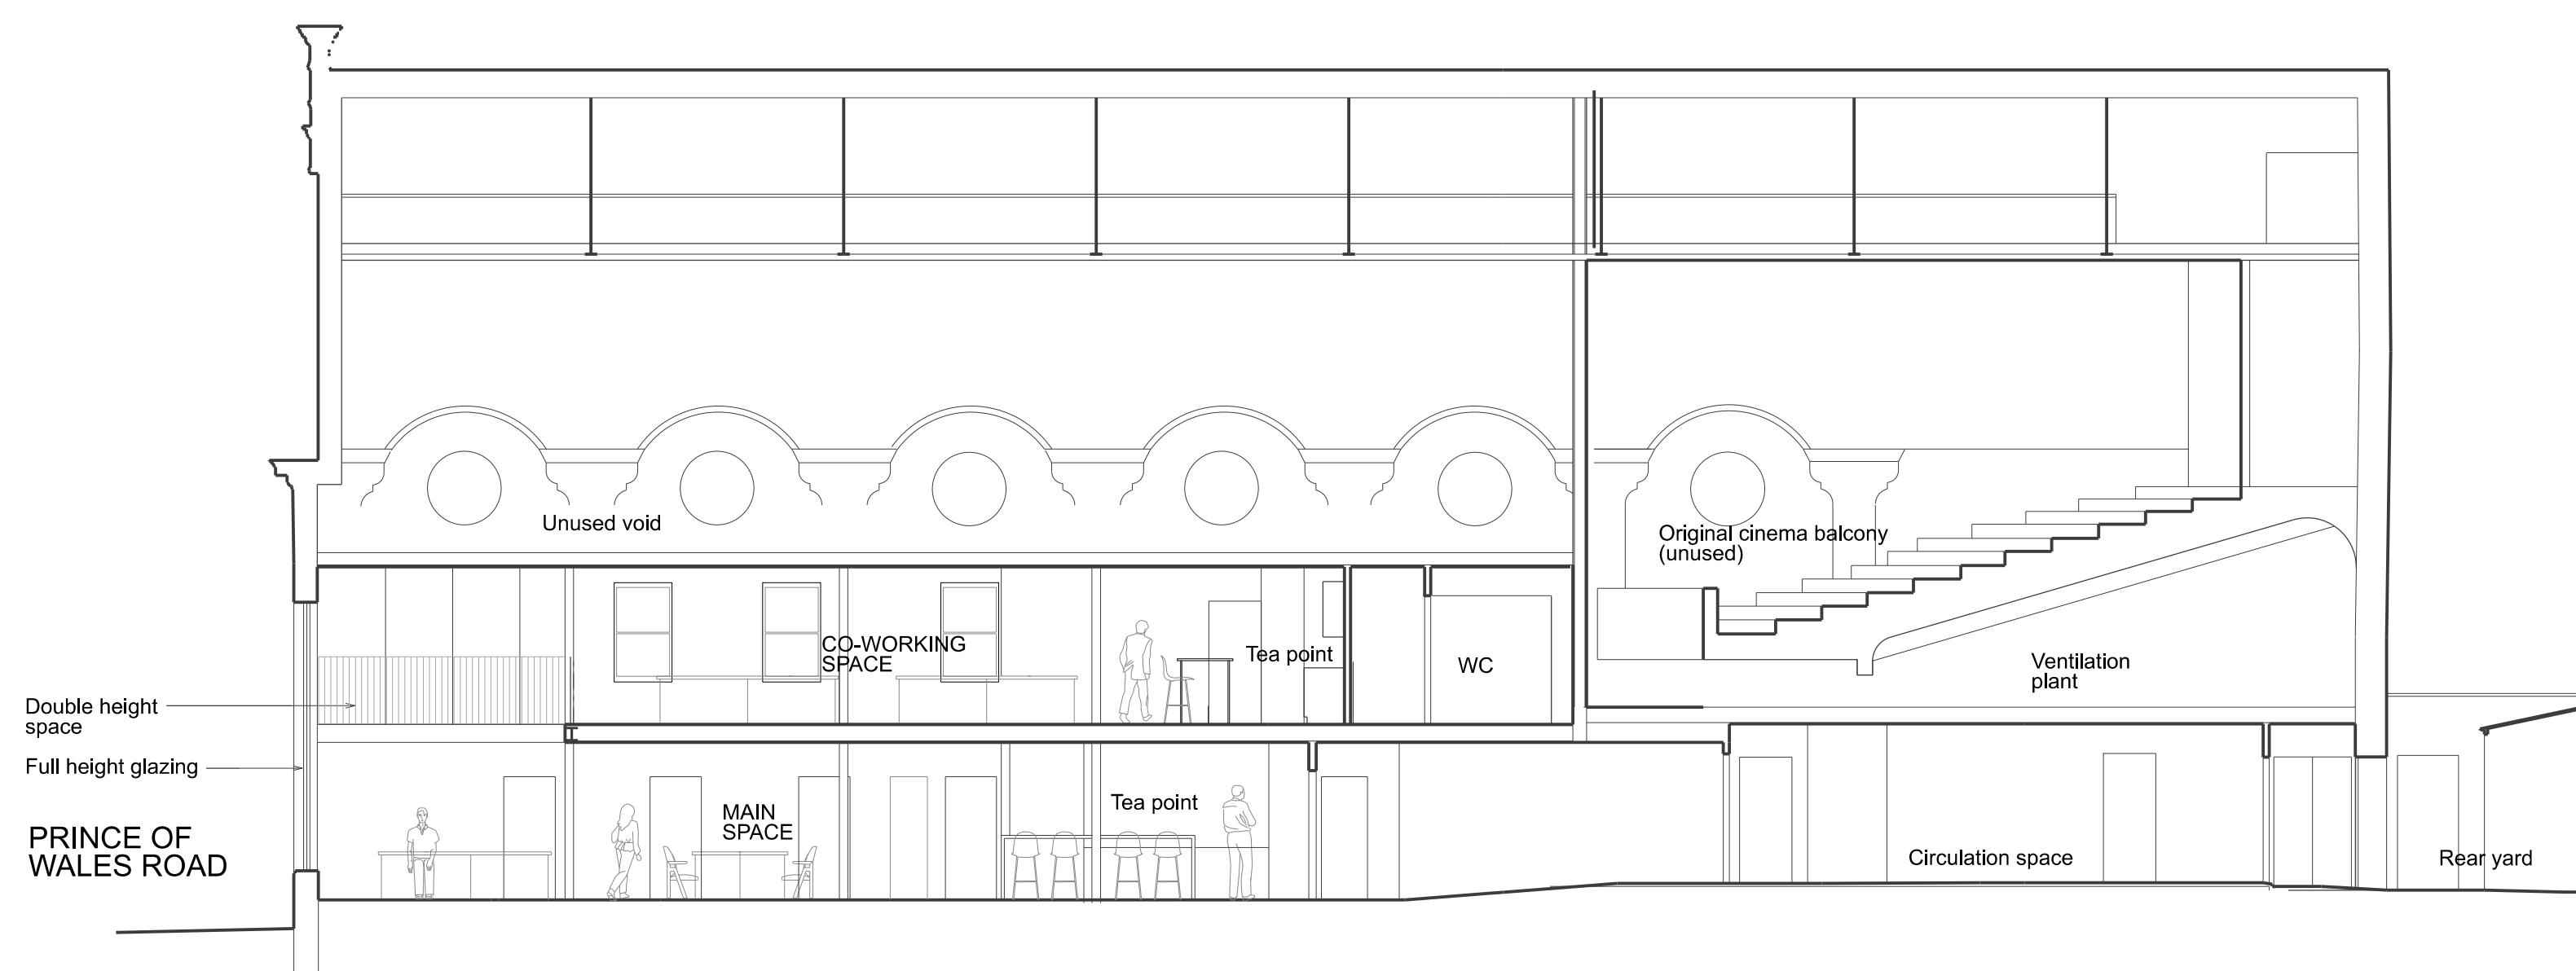 Unused void
Original cinema balcony
(unused)
CO-WORKING
SPACE
Tea point
WC
Ventilation
plant
Double height
space
Full height glazing
PRINCE OF
WALES ROAD
MAIN
SPACE
Tea point
Circulation space
Rear yard